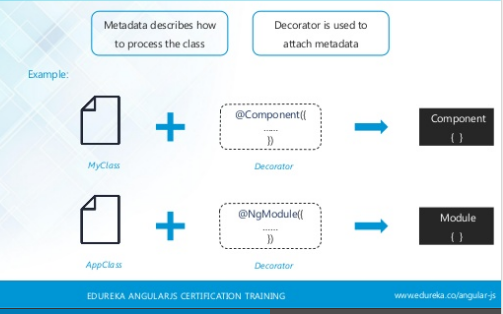 Metadata describes how
to process the class
Decorator is used to
attach metadata
Example:
MyClass
@Component({
......
})
Decorator
Component
{ }
AppClass
@NgModule({
......
})
Decorator
Module
{ }
EDUREKA ANGULARJS CERTIFICATION TRAINING
www.edureka.co/angular-js